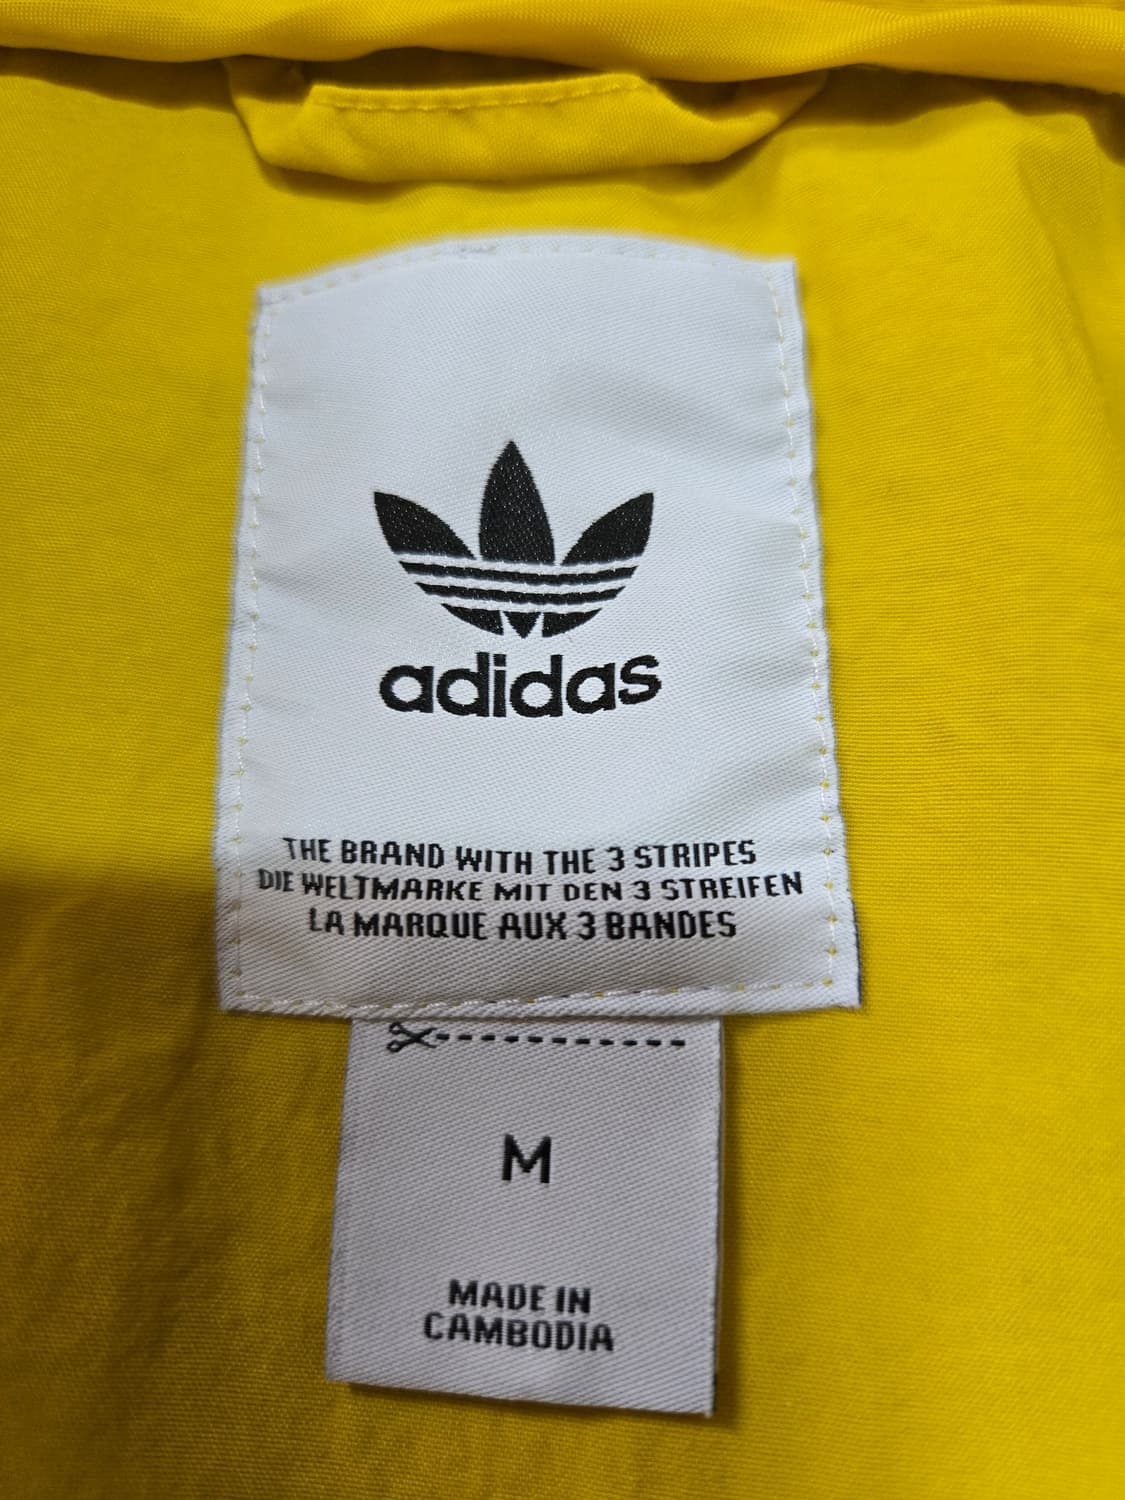 adidas
THE BRAND WITH THE 3 STRIPES
DIE WELTMARKE MIT DEN 3 STREIFEN
LA MARQUE AUX 3 BANDES
M
MADE IN
CAMBODIA